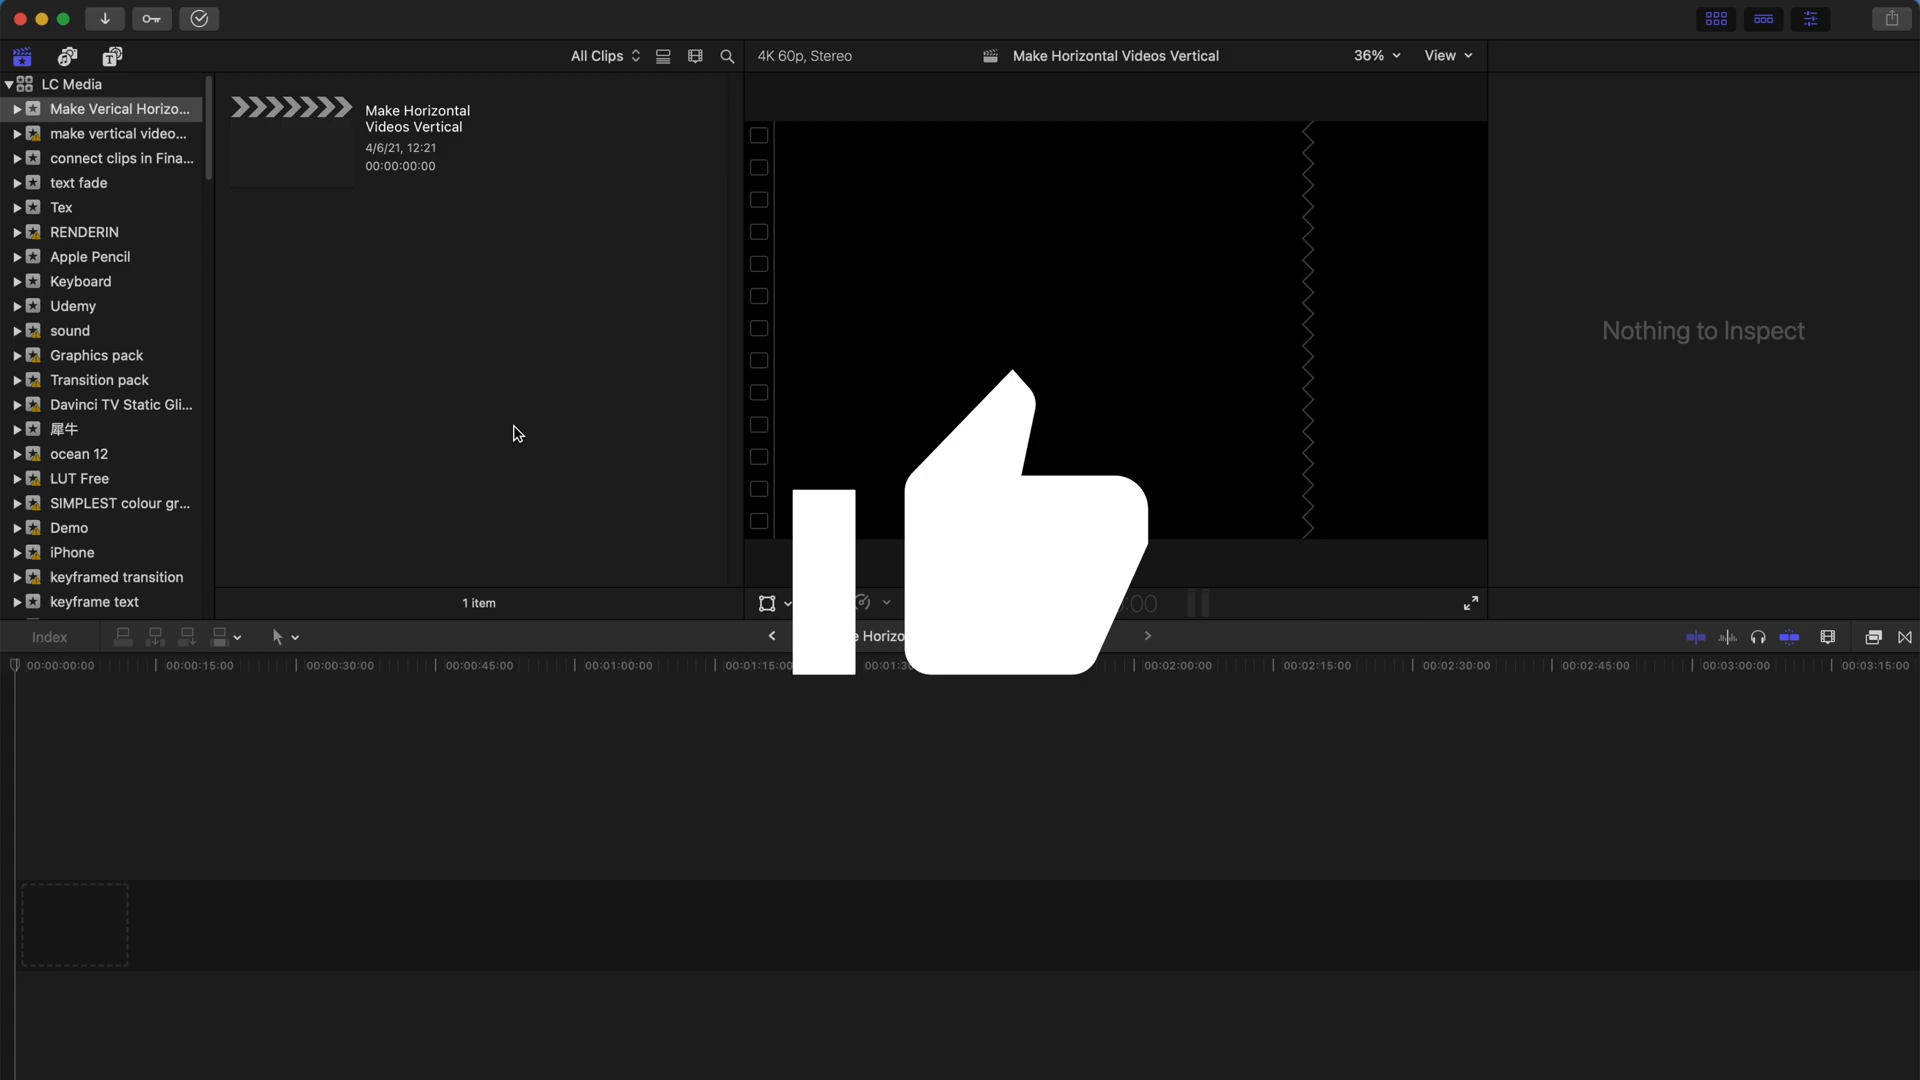 All Clips
4K 60p, Stereo
Make Horizontal Videos Vertical
36%
View
LC Media
Make Verical Horizo...
make vertical video...
connect clips in Fina...
text fade
Tex
RENDERIN
Apple Pencil
Keyboard
Udemy
sound
Graphics pack
Transition pack
Davinci TV Static Gli...
犀牛
ocean 12
LUT Free
SIMPLEST colour gr...
Demo
iPhone
keyframed transition
keyframe text
Make Horizontal
Videos Vertical
4/6/21, 12:21
00:00:00:00
Nothing to Inspect
1 item
:00
Index
e Horizo
00:00:00:00
00:00:15:00
00:00:30:00
00:00:45:00
00:01:00:00
00:01:15:00
00:01:3
00:02:00:00
00:02:15:00
00:02:30:00
00:02:45:00
00:03:00:00
00:03:15:00